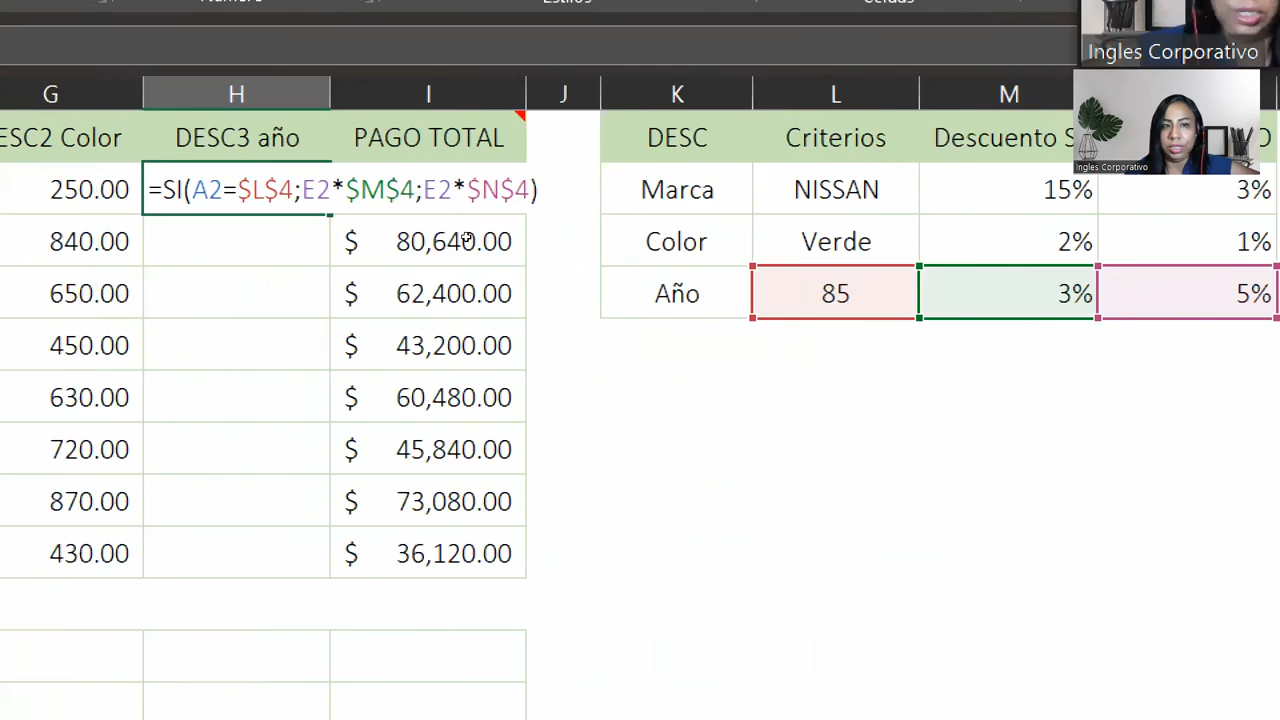 Ingles Corporativo
Ingles Corporativo
G H I J K L M
DESC3 año PAGO TOTAL DESC Criterios Descuento
Color
250.00 =SI(A2=$L$4;E2*$M$4;E2*$N$4) Marca NISSAN 15% 3%
840.00 $ 80,640.00 Color Verde 2% 1%
650.00 $ 62,400.00 Año 85 3% 5%
450.00 $ 43,200.00
630.00 $ 60,480.00
720.00 $ 45,840.00
870.00 $ 73,080.00
430.00 $ 36,120.00